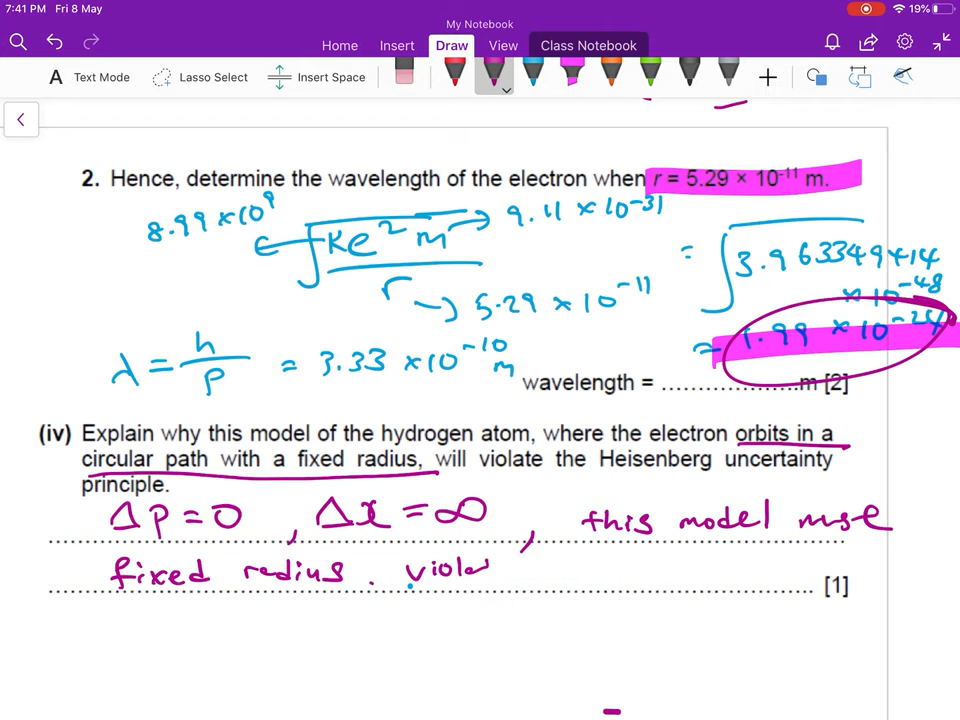 7:41 PM Fri 8 May
19%
My Notebook
Home Insert Draw View Class Notebook
A Text Mode Lasso Select Insert Space
2. Hence, determine the wavelength of the electron when r = 5.29 × 10⁻¹¹ m.
8.99 × 10⁹ √(Ke²m / r) → 9.11 × 10⁻³¹
→ 5.29 × 10⁻¹¹
= √3.963349414 × 10⁻⁴⁸
= 1.99 × 10⁻²⁴
λ = h/p = 3.33 × 10⁻¹⁰ m
wavelength = ........................m [2]
(iv) Explain why this model of the hydrogen atom, where the electron orbits in a
circular path with a fixed radius, will violate the Heisenberg uncertainty
principle.
Δp = 0 , Δx = ∞ , this model
fixed radius. violat
[1]